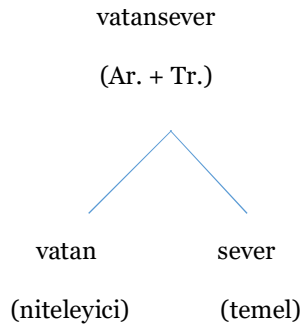 vatansever
(Ar. + Tr.)
vatan sever
(niteleyici) (temel)